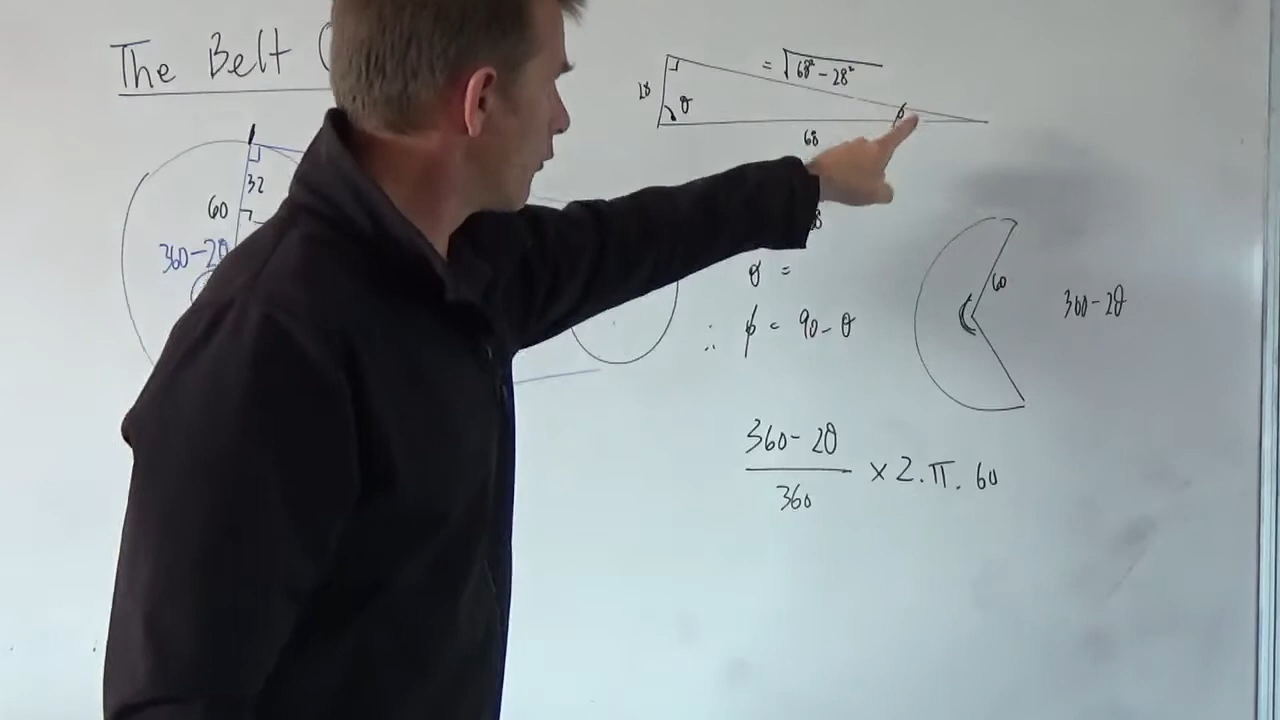 The Belt
= √68² - 28²
28
θ
ϕ
68
32
60
360-2θ
θ =
∴ ϕ = 90-θ
60
360-2θ
360-2θ
360
× 2.π.60